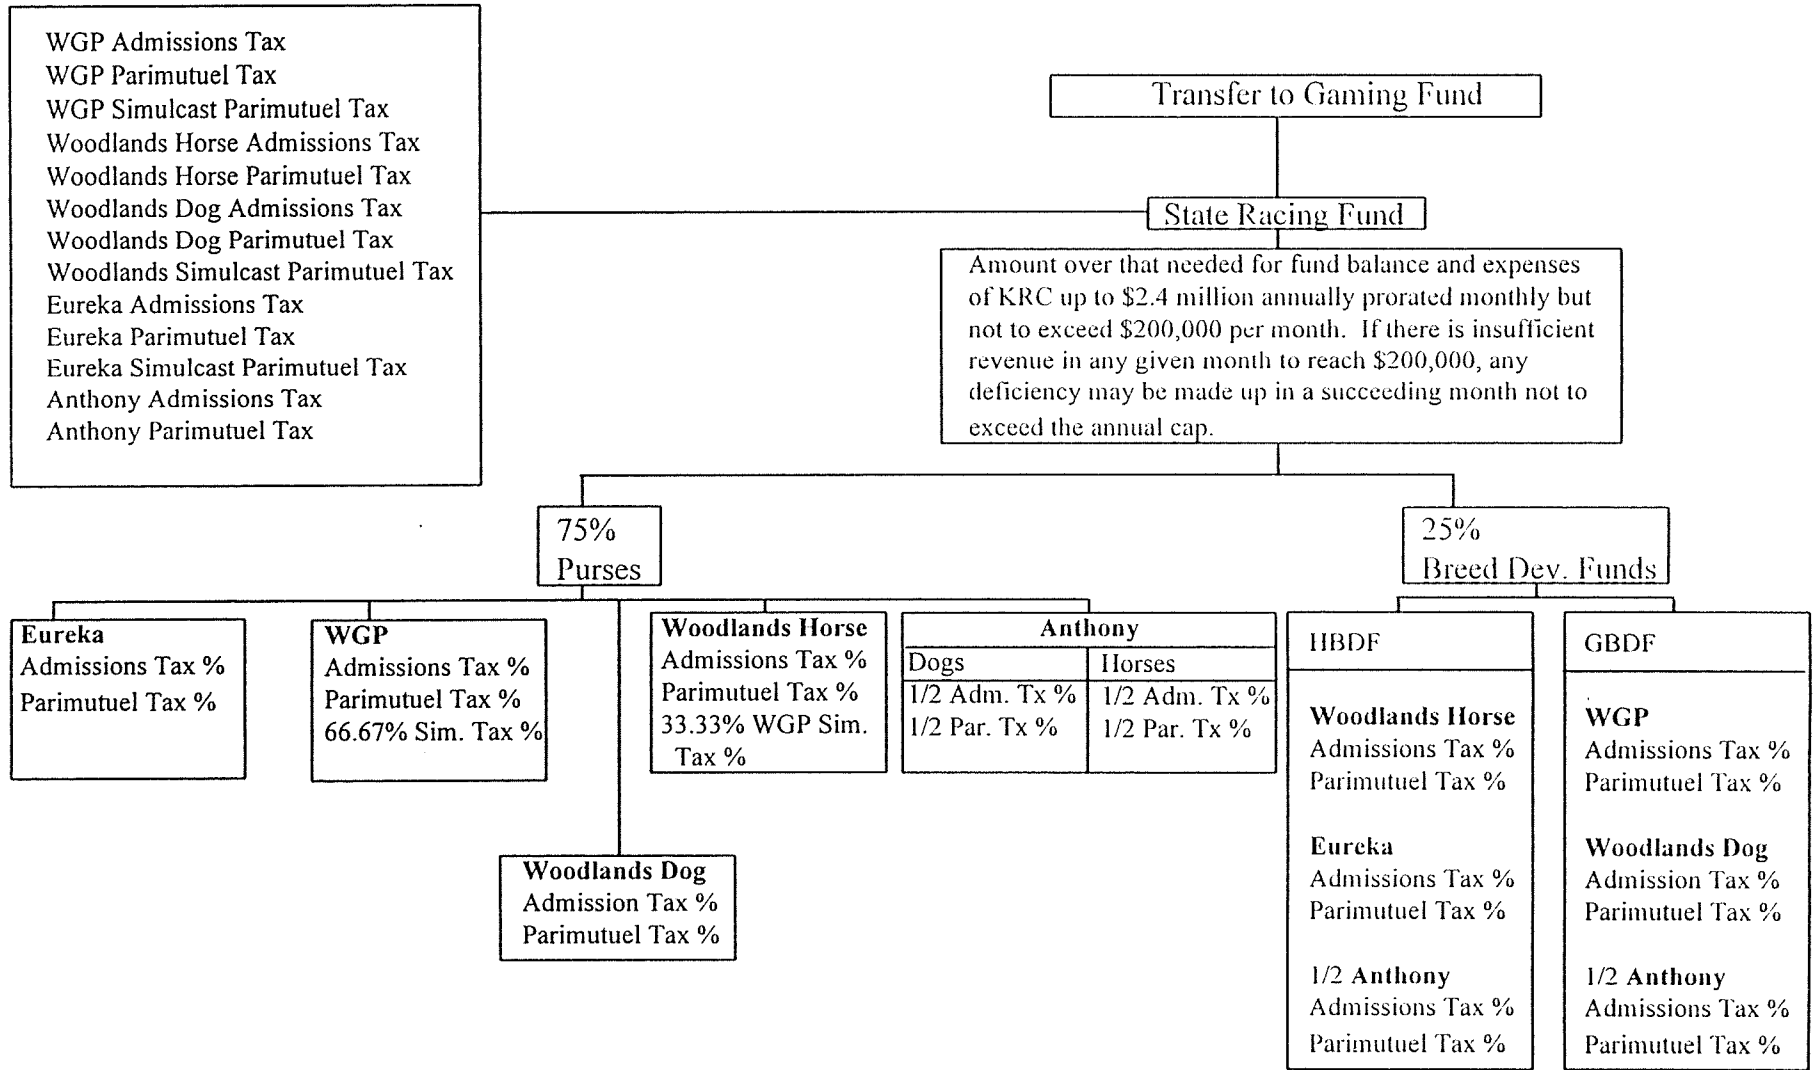 WGP Admissions Tax
WGP Parimutuel Tax
WGP Simulcast Parimutuel Tax
Woodlands Horse Admissions Tax
Woodlands Horse Parimutuel Tax
Woodlands Dog Admissions Tax
Woodlands Dog Parimutuel Tax
Woodlands Simulcast Parimutuel Tax
Eureka Admissions Tax
Eureka Parimutuel Tax
Eureka Simulcast Parimutuel Tax
Anthony Admissions Tax
Anthony Parimutuel Tax
Transfer to Gaming Fund
State Racing Fund
Amount over that needed for fund balance and expenses
of KRC up to $2.4 million annually prorated monthly but
not to exceed $200,000 per month. If there is insufficient
revenue in any given month to reach $200,000, any
deficiency may be made up in a succeeding month not to
exceed the annual cap.
75%
Purses
25%
Breed Dev. Funds
Eureka
Admissions Tax %
Parimutuel Tax %
WGP
Admissions Tax %
Parimutuel Tax %
66.67% Sim. Tax %
Woodlands Horse
Admissions Tax %
Parimutuel Tax %
33.33% WGP Sim.
Tax %
Anthony
Dogs
1/2 Adm. Tx %
1/2 Par. Tx %
Horses
1/2 Adm. Tx %
1/2 Par. Tx %
Woodlands Dog
Admission Tax %
Parimutuel Tax %
HBDF
Woodlands Horse
Admissions Tax %
Parimutuel Tax %
Eureka
Admissions Tax %
Parimutuel Tax %
1/2 Anthony
Admissions Tax %
Parimutuel Tax %
GBDF
WGP
Admissions Tax %
Parimutuel Tax %
Woodlands Dog
Admission Tax %
Parimutuel Tax %
1/2 Anthony
Admissions Tax %
Parimutuel Tax %